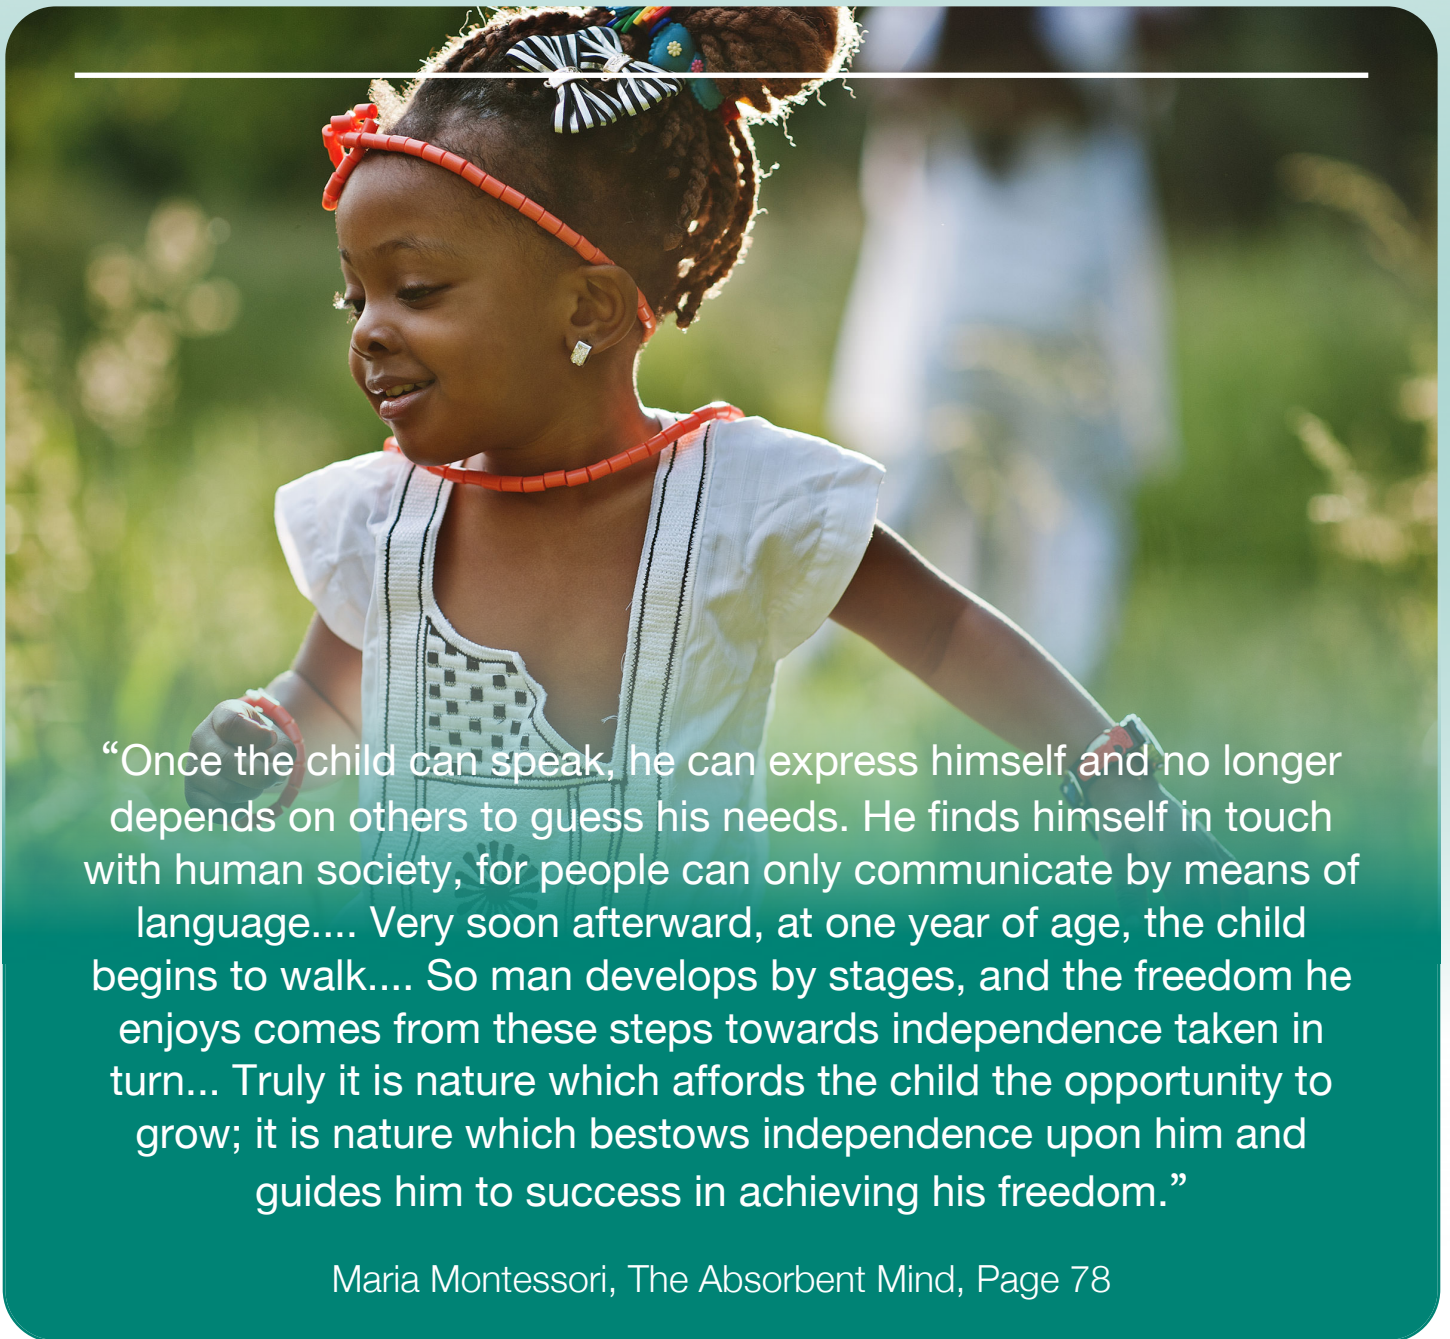 “Once the child can speak, he can express himself and no longer
depends on others to guess his needs. He finds himself in touch
with human society, for people can only communicate by means of
language.... Very soon afterward, at one year of age, the child
begins to walk.... So man develops by stages, and the freedom he
enjoys comes from these steps towards independence taken in
turn... Truly it is nature which affords the child the opportunity to
grow; it is nature which bestows independence upon him and
guides him to success in achieving his freedom.”
Maria Montessori, The Absorbent Mind, Page 78